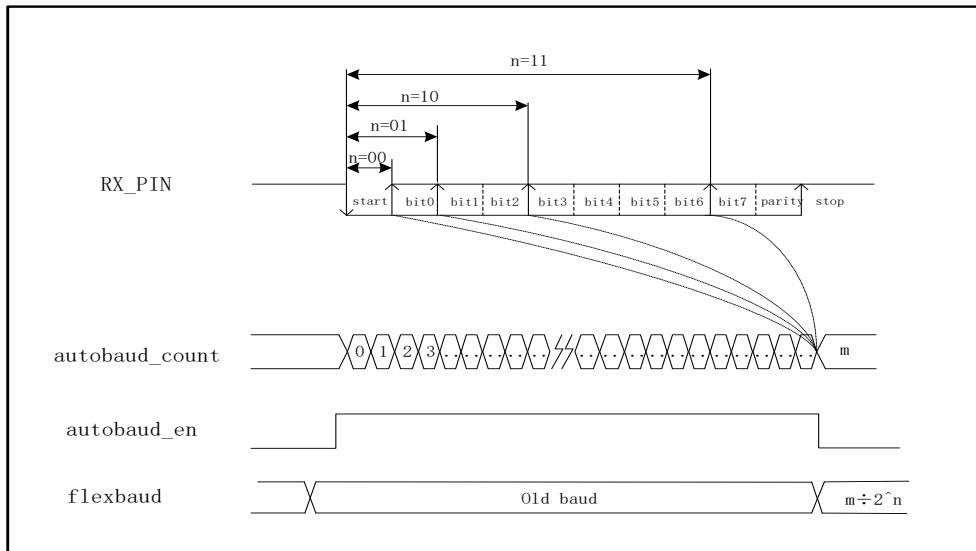 n=11
n=10
n=01
n=00
RX_PIN
start bit0 bit1 bit2 bit3 bit4 bit5 bit6 bit7 parity stop
autobaud_count 0 1 2 3 .. .. .. .. .. .. .. .. .. .. .. .. .. .. .. m
autobaud_en
flexbaud Old baud m÷2^n